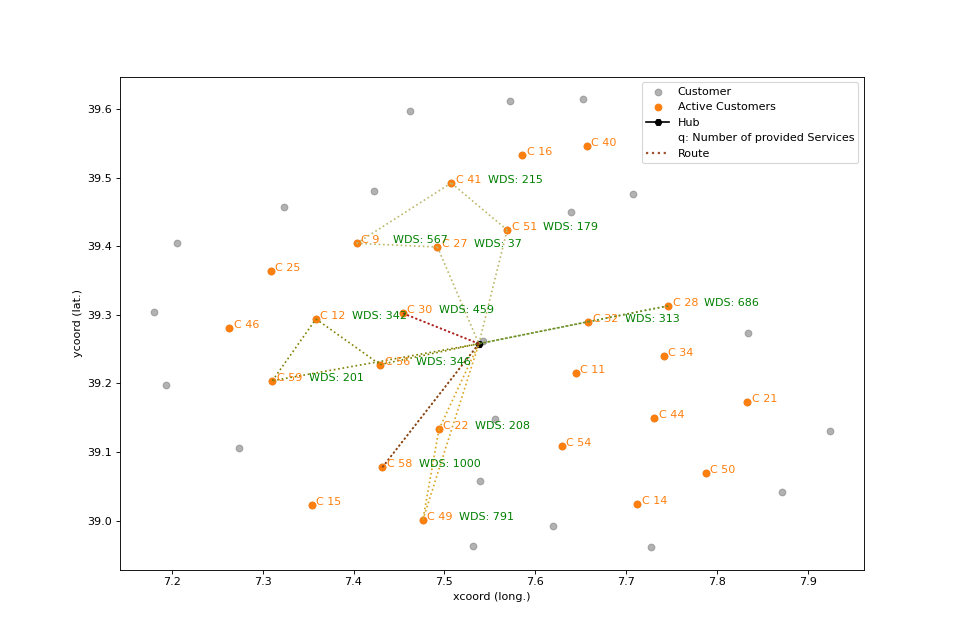 39.6
39.5
39.4
39.3
39.2
39.1
39.0
ycoord (lat.)
Customer
Active Customers
Hub
q: Number of provided Services
Route
C 40
C 16
C 41 WDS: 215
C 51 WDS: 179
C 9 WDS: 567
C 27 WDS: 37
C 25
C 28 WDS: 686
C 30 WDS: 459
C 12 WDS: 342
C 32 WDS: 313
C 46
C 34
C 56 WDS: 346
C 11
C 59 WDS: 201
C 21
C 44
C 22 WDS: 208
C 54
C 58 WDS: 1000
C 50
C 15
C 14
C 49 WDS: 791
7.2 7.3 7.4 7.5 7.6 7.7 7.8 7.9
xcoord (long.)